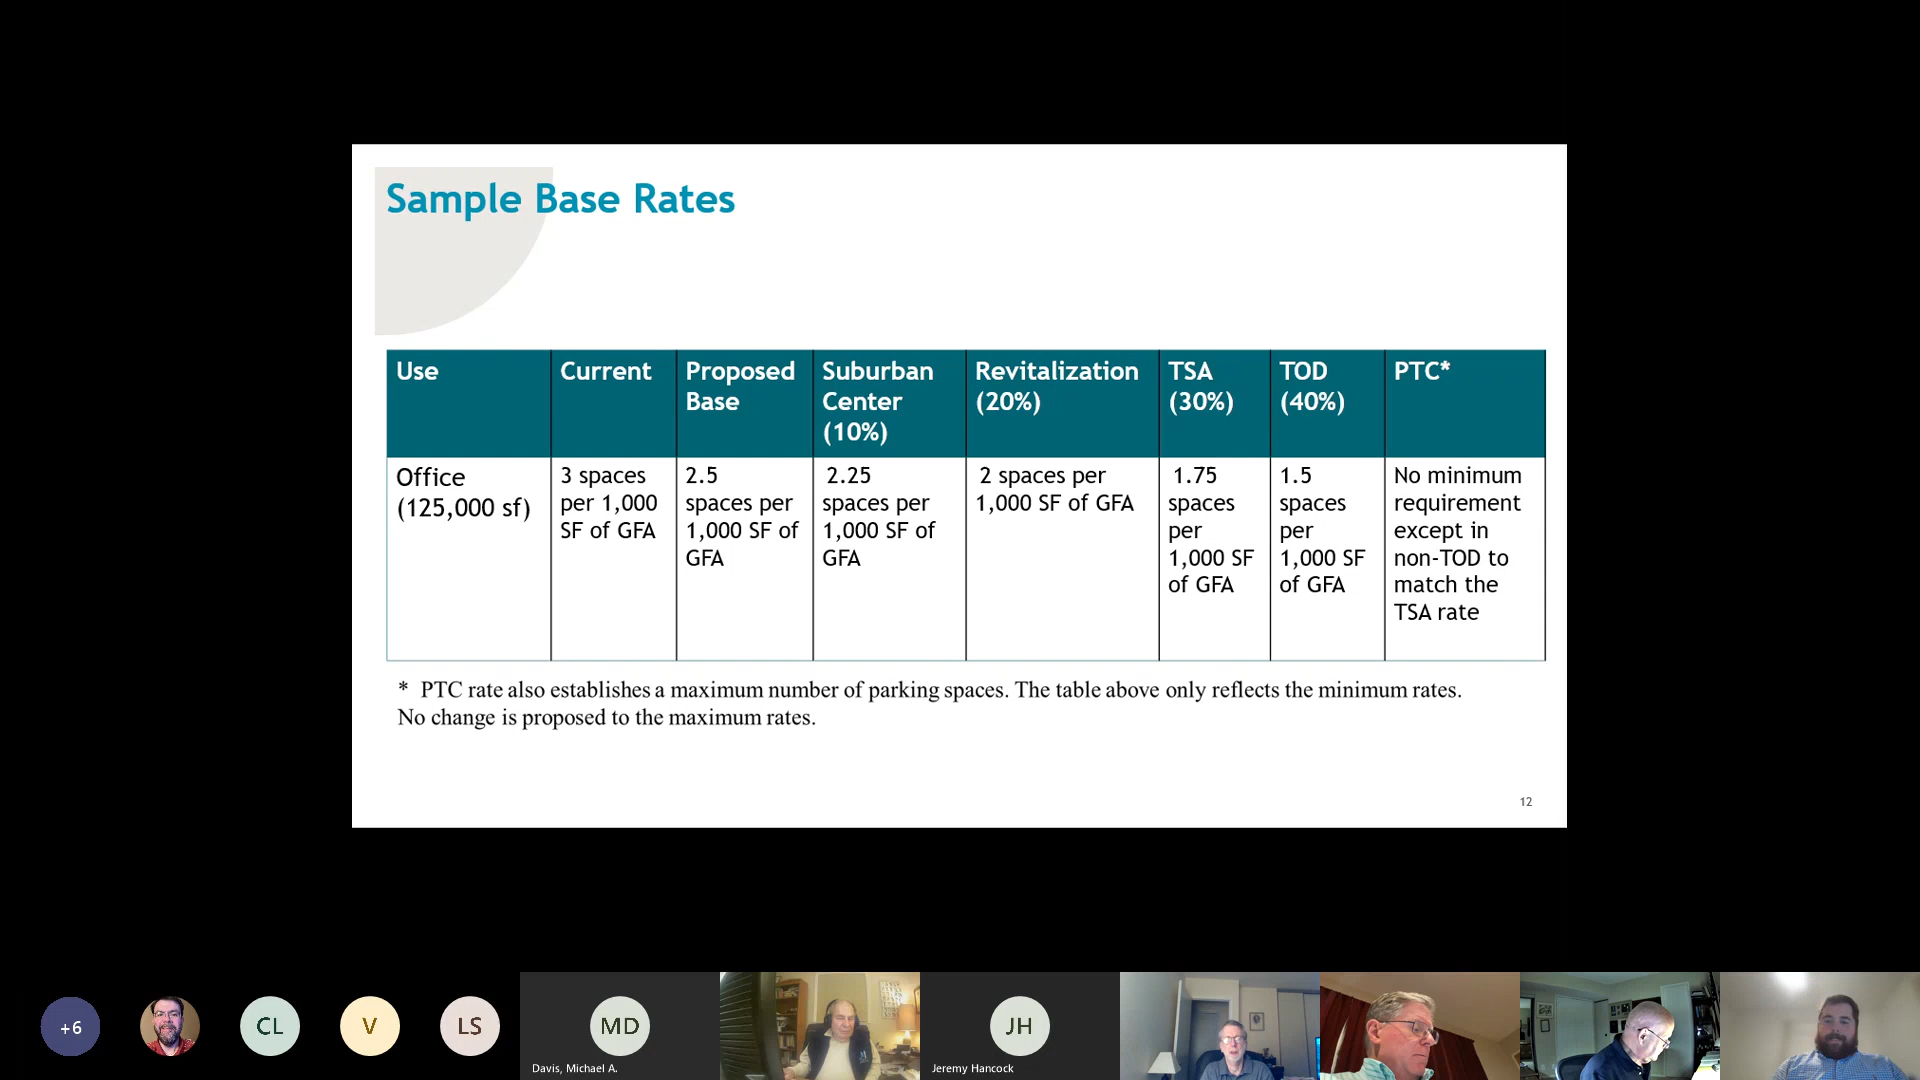 Sample Base Rates
Use
Current
Proposed
Base
Suburban
Center
(10%)
Revitalization
(20%)
TSA
(30%)
TOD
(40%)
PTC*
Office
(125,000 sf)
3 spaces
per 1,000
SF of GFA
2.5
spaces per
1,000 SF of
GFA
2.25
spaces per
1,000 SF of
GFA
2 spaces per
1,000 SF of GFA
1.75
spaces
per
1,000 SF
of GFA
1.5
spaces
per
1,000 SF
of GFA
No minimum
requirement
except in
non-TOD to
match the
TSA rate
* PTC rate also establishes a maximum number of parking spaces. The table above only reflects the minimum rates.
No change is proposed to the maximum rates.
12
+6
CL
V
LS
MD
Davis, Michael A.
JH
Jeremy Hancock